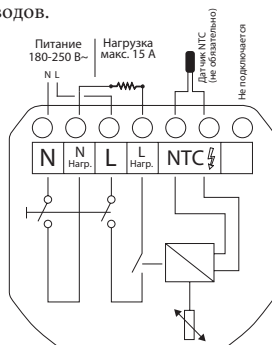 водов.
Питание
180-250 В~
Нагрузка
макс. 15 А
Датчик NTC
(не обязательно)
Не подключается
N L
N
N
Нагр.
L
L
Нагр.
NTC